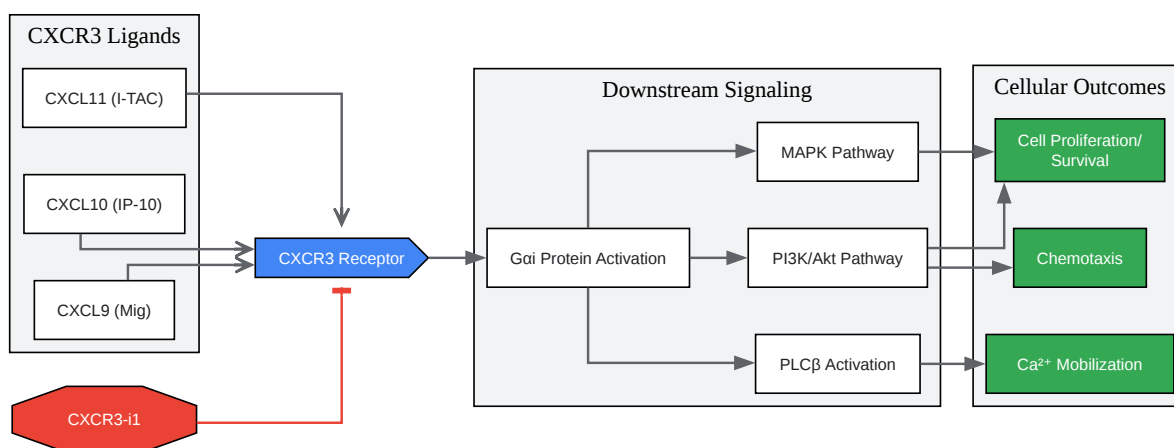 CXCR3 Ligands
CXCL11 (I-TAC)
CXCL10 (IP-10)
CXCL9 (Mig)
CXCR3-i1
CXCR3 Receptor
Downstream Signaling
MAPK Pathway
Gαi Protein Activation
PI3K/Akt Pathway
PLCβ Activation
Cellular Outcomes
Cell Proliferation/
Survival
Chemotaxis
Ca²⁺ Mobilization